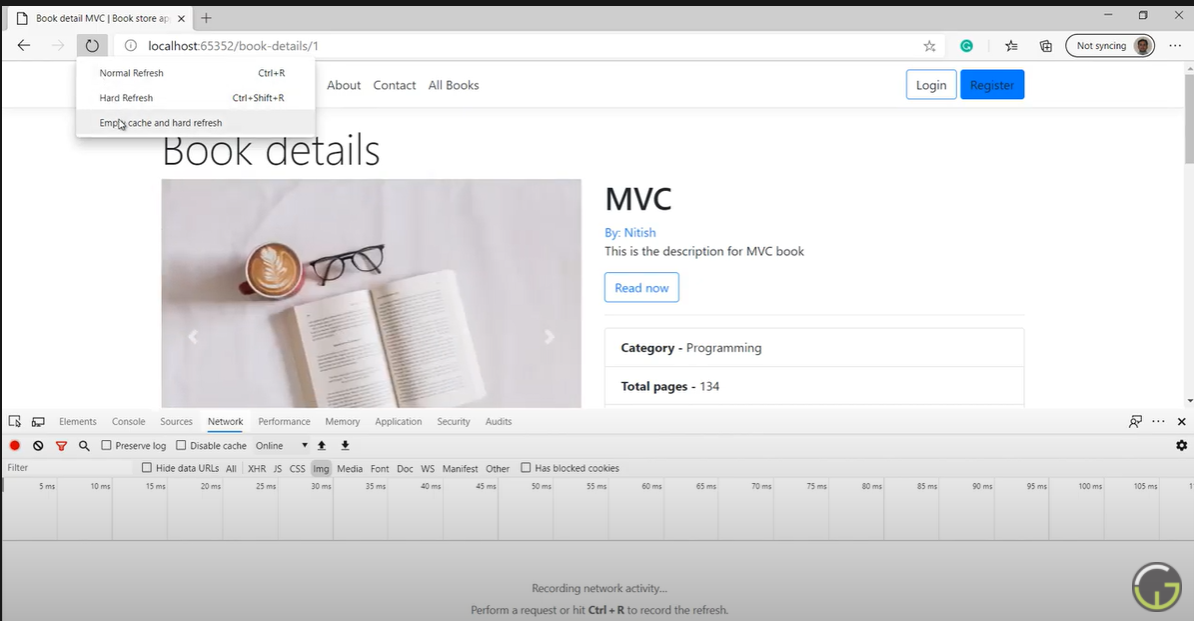 Book detail MVC | Book store ap
localhost:65352/book-details/1
Not syncing
Normal Refresh Ctrl+R
Hard Refresh Ctrl+Shift+R
Empty cache and hard refresh
About Contact All Books Login Register
Book details
MVC
By: Nitish
This is the description for MVC book
Read now
Category - Programming
Total pages - 134
Elements Console Sources Network Performance Memory Application Security Audits
Preserve log Disable cache Online
Filter Hide data URLs All XHR JS CSS Img Media Font Doc WS Manifest Other Has blocked cookies
5 ms 10 ms 15 ms 20 ms 25 ms 30 ms 35 ms 40 ms 45 ms 50 ms 55 ms 60 ms 65 ms 70 ms 75 ms 80 ms 85 ms 90 ms 95 ms 100 ms 105 ms 1
Recording network activity...
Perform a request or hit Ctrl + R to record the refresh.